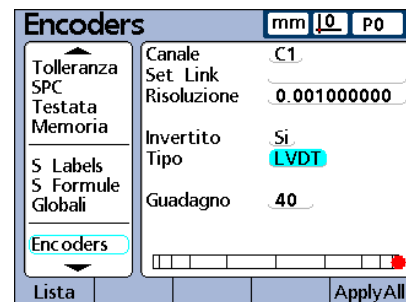 Encoders
mm 0 P0
Tolleranza
SPC
Testata
Memoria
S Labels
S Formule
Globali
Encoders
Canale C1
Set Link
Risoluzione 0.001000000
Invertito Si
Tipo LVDT
Guadagno 40
Lista ApplyAll